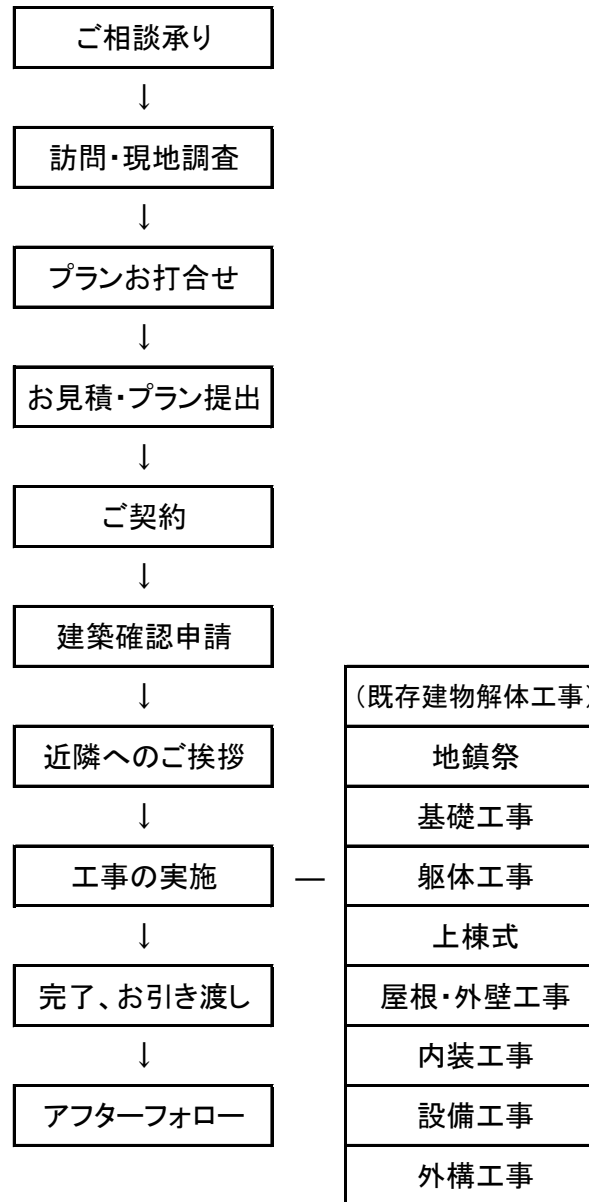 ご相談承り
↓
訪問・現地調査
↓
プランお打合せ
↓
お見積・プラン提出
↓
ご契約
↓
建築確認申請
↓
近隣へのご挨拶
↓
工事の実施
↓
完了、お引き渡し
↓
アフターフォロー
―
(既存建物解体工事)
地鎮祭
基礎工事
躯体工事
上棟式
屋根・外壁工事
内装工事
設備工事
外構工事